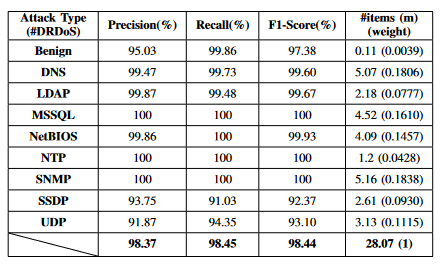 Attack Type (#DRDoS) Precision(%) Recall(%) F1-Score(%) #items (m) (weight)
Benign 95.03 99.86 97.38 0.11 (0.0039)
DNS 99.47 99.73 99.60 5.07 (0.1806)
LDAP 99.87 99.48 99.67 2.18 (0.0777)
MSSQL 100 100 100 4.52 (0.1610)
NetBIOS 99.86 100 99.93 4.09 (0.1457)
NTP 100 100 100 1.2 (0.0428)
SNMP 100 100 100 5.16 (0.1838)
SSDP 93.75 91.03 92.37 2.61 (0.0930)
UDP 91.87 94.35 93.10 3.13 (0.1115)
98.37 98.45 98.44 28.07 (1)